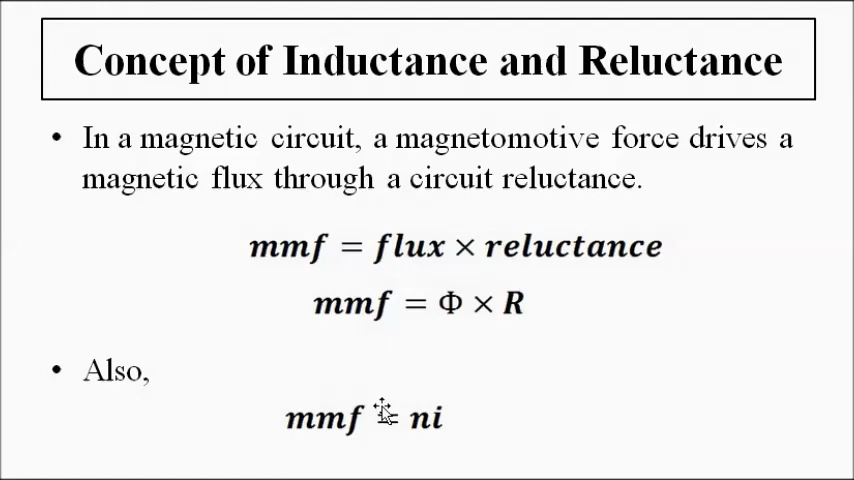 Concept of Inductance and Reluctance
• In a magnetic circuit, a magnetomotive force drives a
magnetic flux through a circuit reluctance.
mmf = flux × reluctance
mmf = Φ × R
• Also,
mmf = ni